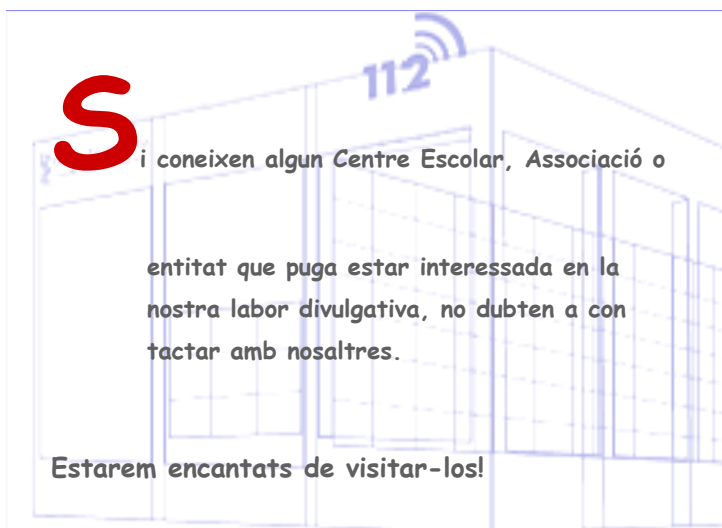 112
Si coneixen algun Centre Escolar, Associació o
entitat que puga estar interessada en la
nostra labor divulgativa, no dubten a con
tactar amb nosaltres.
Estarem encantats de visitar-los!